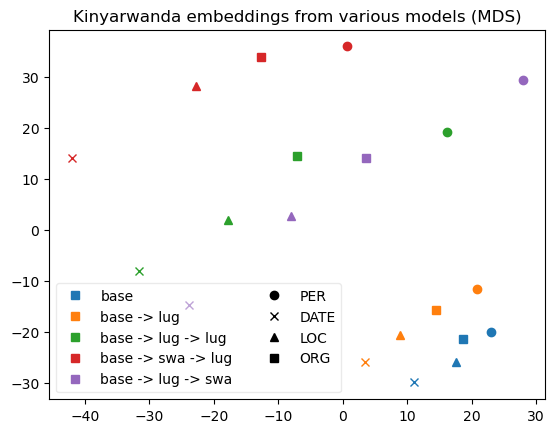 Kinyarwanda embeddings from various models (MDS)
30
20
10
0
−10
−20
−30
base
base -> lug
base -> lug -> lug
base -> swa -> lug
base -> lug -> swa
PER
DATE
LOC
ORG
−40
−30
−20
−10
0
10
20
30